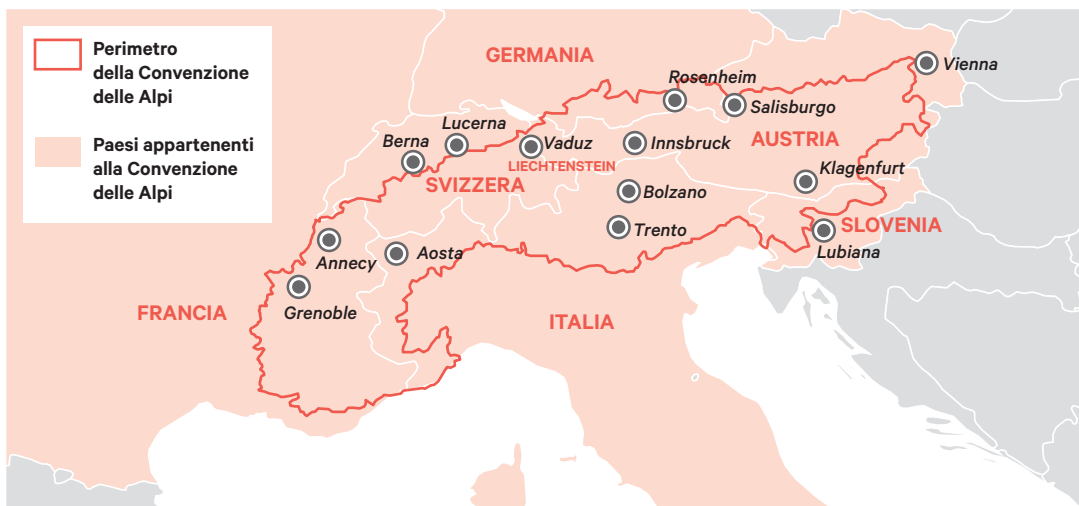 Perimetro
della Convenzione
delle Alpi
Paesi appartenenti
alla Convenzione
delle Alpi
GERMANIA
Rosenheim
Vienna
Salisburgo
Lucerna
Berna
Vaduz
Innsbruck
AUSTRIA
LIECHTENSTEIN
SVIZZERA
Klagenfurt
Bolzano
Trento
SLOVENIA
Lubiana
Annecy
Aosta
Grenoble
FRANCIA
ITALIA